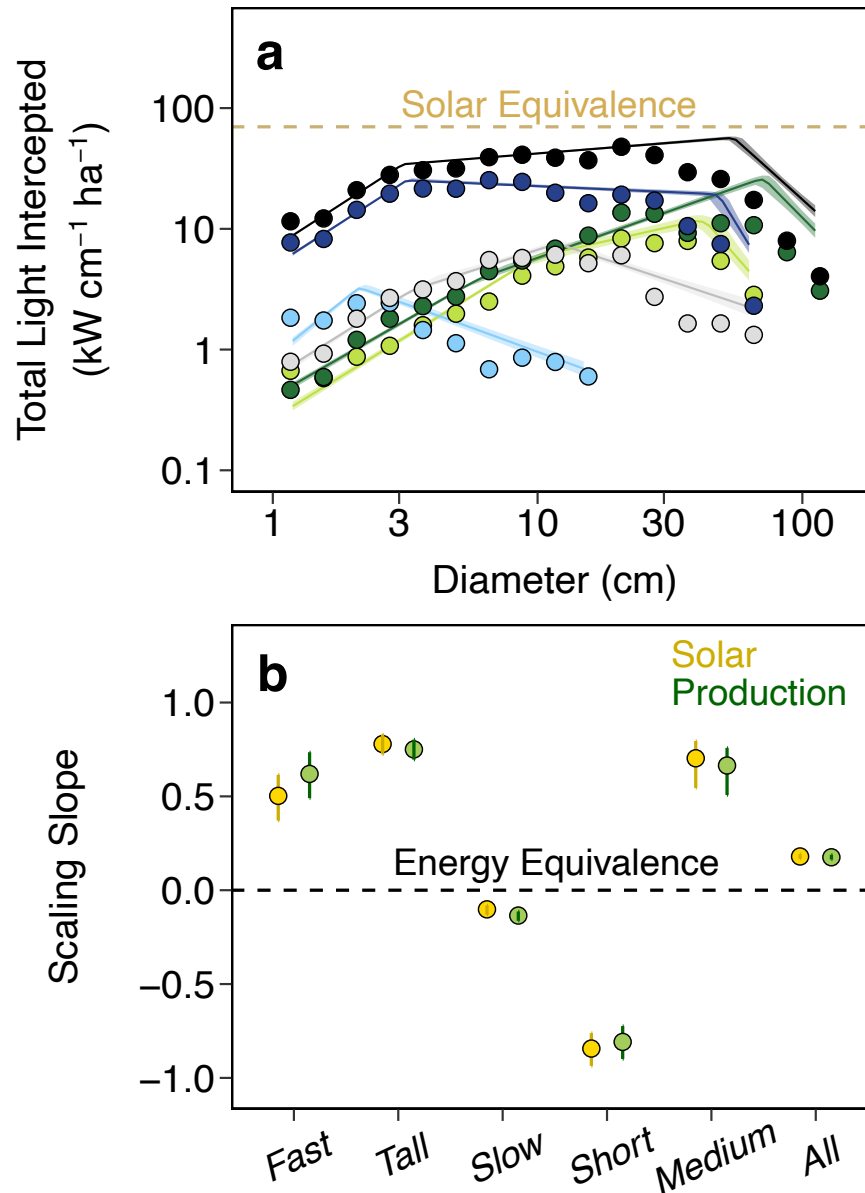 a
Solar Equivalence
Total Light Intercepted
(kW cm⁻¹ ha⁻¹)
100
10
1
0.1
1 3 10 30 100
Diameter (cm)
b
Solar
Production
Energy Equivalence
Scaling Slope
1.0
0.5
0.0
−0.5
−1.0
Fast Tall Slow Short Medium All